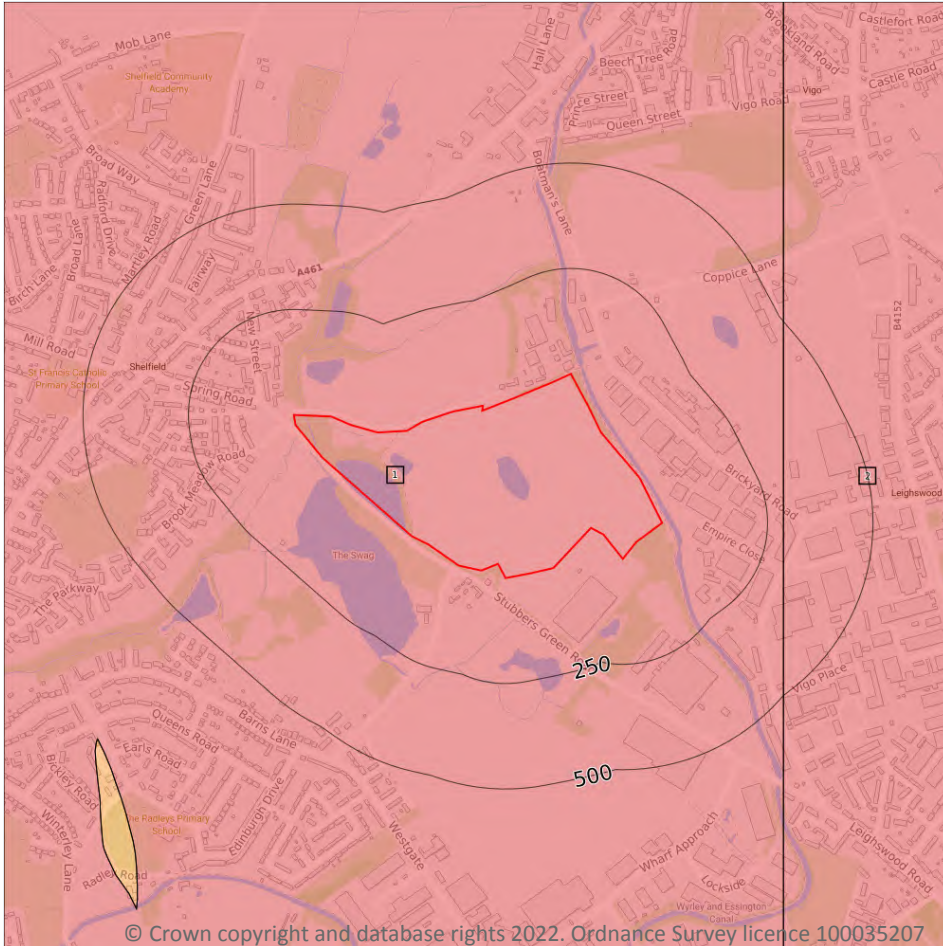 Mob Lane
Shelfield Community
Academy
Broad Way
Radford Drive
Broad Lane
Birch Lane
Martley Road
Green Lane
Fairway
A461
Mill Road
St Francis Catholic
Primary School
Shelfield
New Street
Spring Road
Brook Meadow Road
The Parkway
Hall Lane
Beech Tree Road
Prince Street
Queen Street
Vigo Road
Vigo
Brookland Road
Castlefort Road
Castle Road
Boatman's Lane
Coppice Lane
B4152
1
2
Leighswood
Brickyard Road
Empire Close
The Swag
Stubbers Green Road
250
500
Vigo Place
Barns Lane
Queens Road
Earls Road
Bickley Road
The Radleys Primary
School
Winterley Lane
Radley Road
Edinburgh Drive
Westgate
Wharf Approach
Lockside
Leighswood Road
Wyrley and Essington
Canal
© Crown copyright and database rights 2022. Ordnance Survey licence 100035207